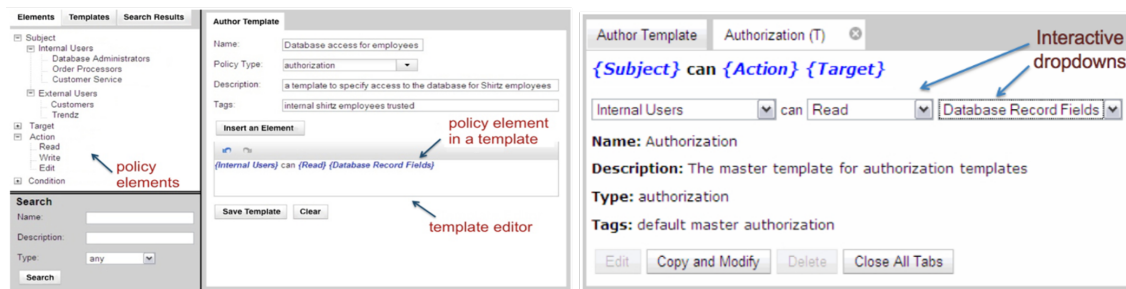 Elements Templates Search Results
Subject
Internal Users
Database Administrators
Order Processors
Customer Service
External Users
Customers
Trendz
Target
Action
Read
Write
Edit
Condition
policy
elements
Search
Name:
Description:
Type: any
Search
Author Template
Name: Database access for employees
Policy Type: authorization
Description: a template to specify access to the database for Shirtz employees
Tags: internal shirtz employees trusted
Insert an Element
policy element
in a template
{Internal Users} can {Read} {Database Record Fields}
Save Template Clear
template editor
Author Template Authorization (T)
Interactive
dropdowns
{Subject} can {Action} {Target}
Internal Users can Read Database Record Fields
Name: Authorization
Description: The master template for authorization templates
Type: authorization
Tags: default master authorization
Edit Copy and Modify Delete Close All Tabs